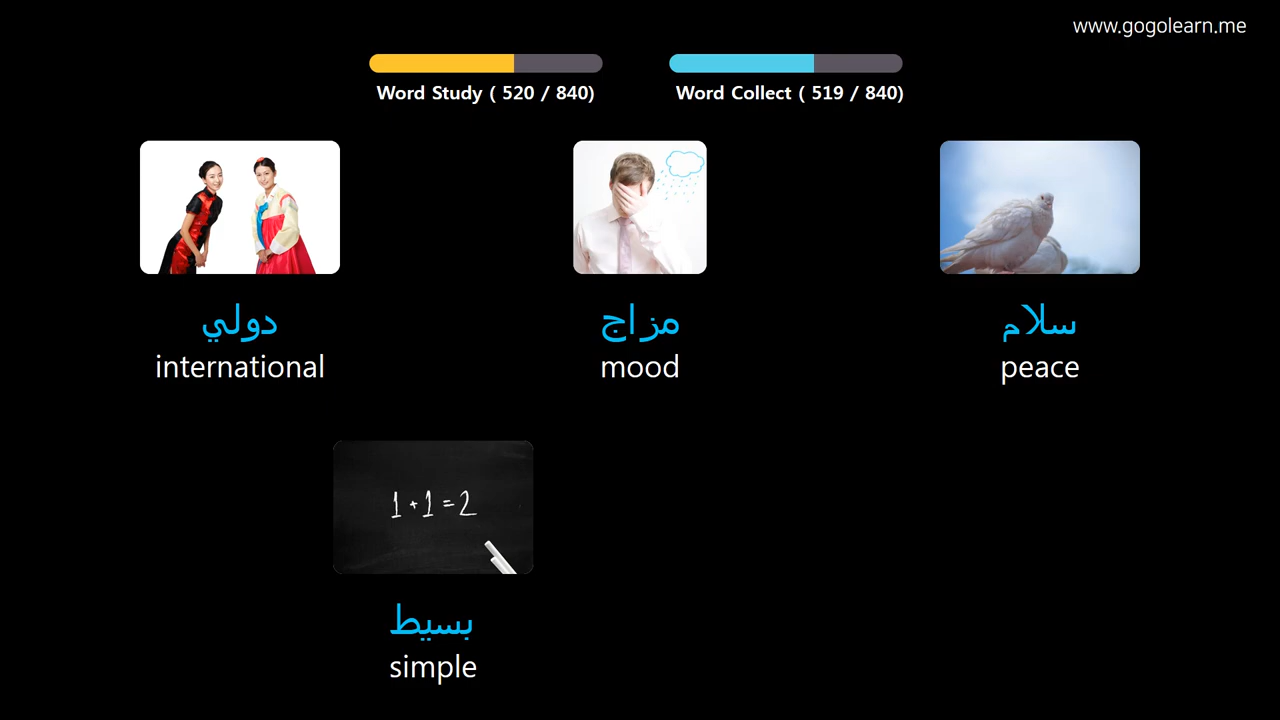 www.gogolearn.me
Word Study ( 520 / 840)
Word Collect ( 519 / 840)
دولي
international
مزاج
mood
سلام
peace
1+1=2
بسيط
simple